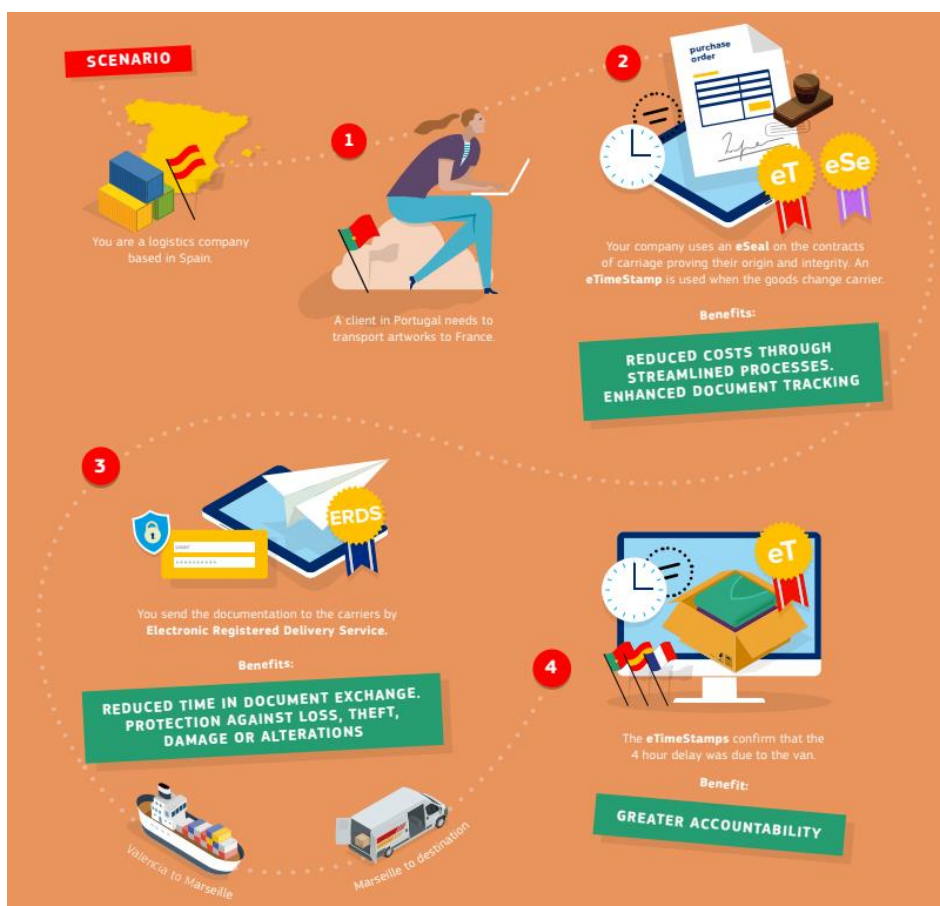 SCENARIO
You are a logistics company
based in Spain.
1
A client in Portugal needs to
transport artworks to France.
2
purchase
order
eT
eSe
Your company uses an eSeal on the contracts
of carriage proving their origin and integrity. An
eTimeStamp is used when the goods change carrier.
Benefits:
REDUCED COSTS THROUGH
STREAMLINED PROCESSES.
ENHANCED DOCUMENT TRACKING
3
ERDS
You send the documentation to the carriers by
Electronic Registered Delivery Service.
Benefits:
REDUCED TIME IN DOCUMENT EXCHANGE.
PROTECTION AGAINST LOSS, THEFT,
DAMAGE OR ALTERATIONS
Valencia to Marseille
Marseille to destination
4
eT
The eTimeStamps confirm that the
4 hour delay was due to the van.
Benefit:
GREATER ACCOUNTABILITY